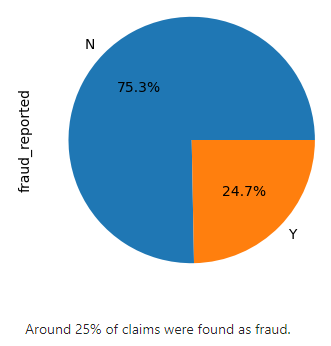 N
75.3%
fraud_reported
24.7%
Y
Around 25% of claims were found as fraud.